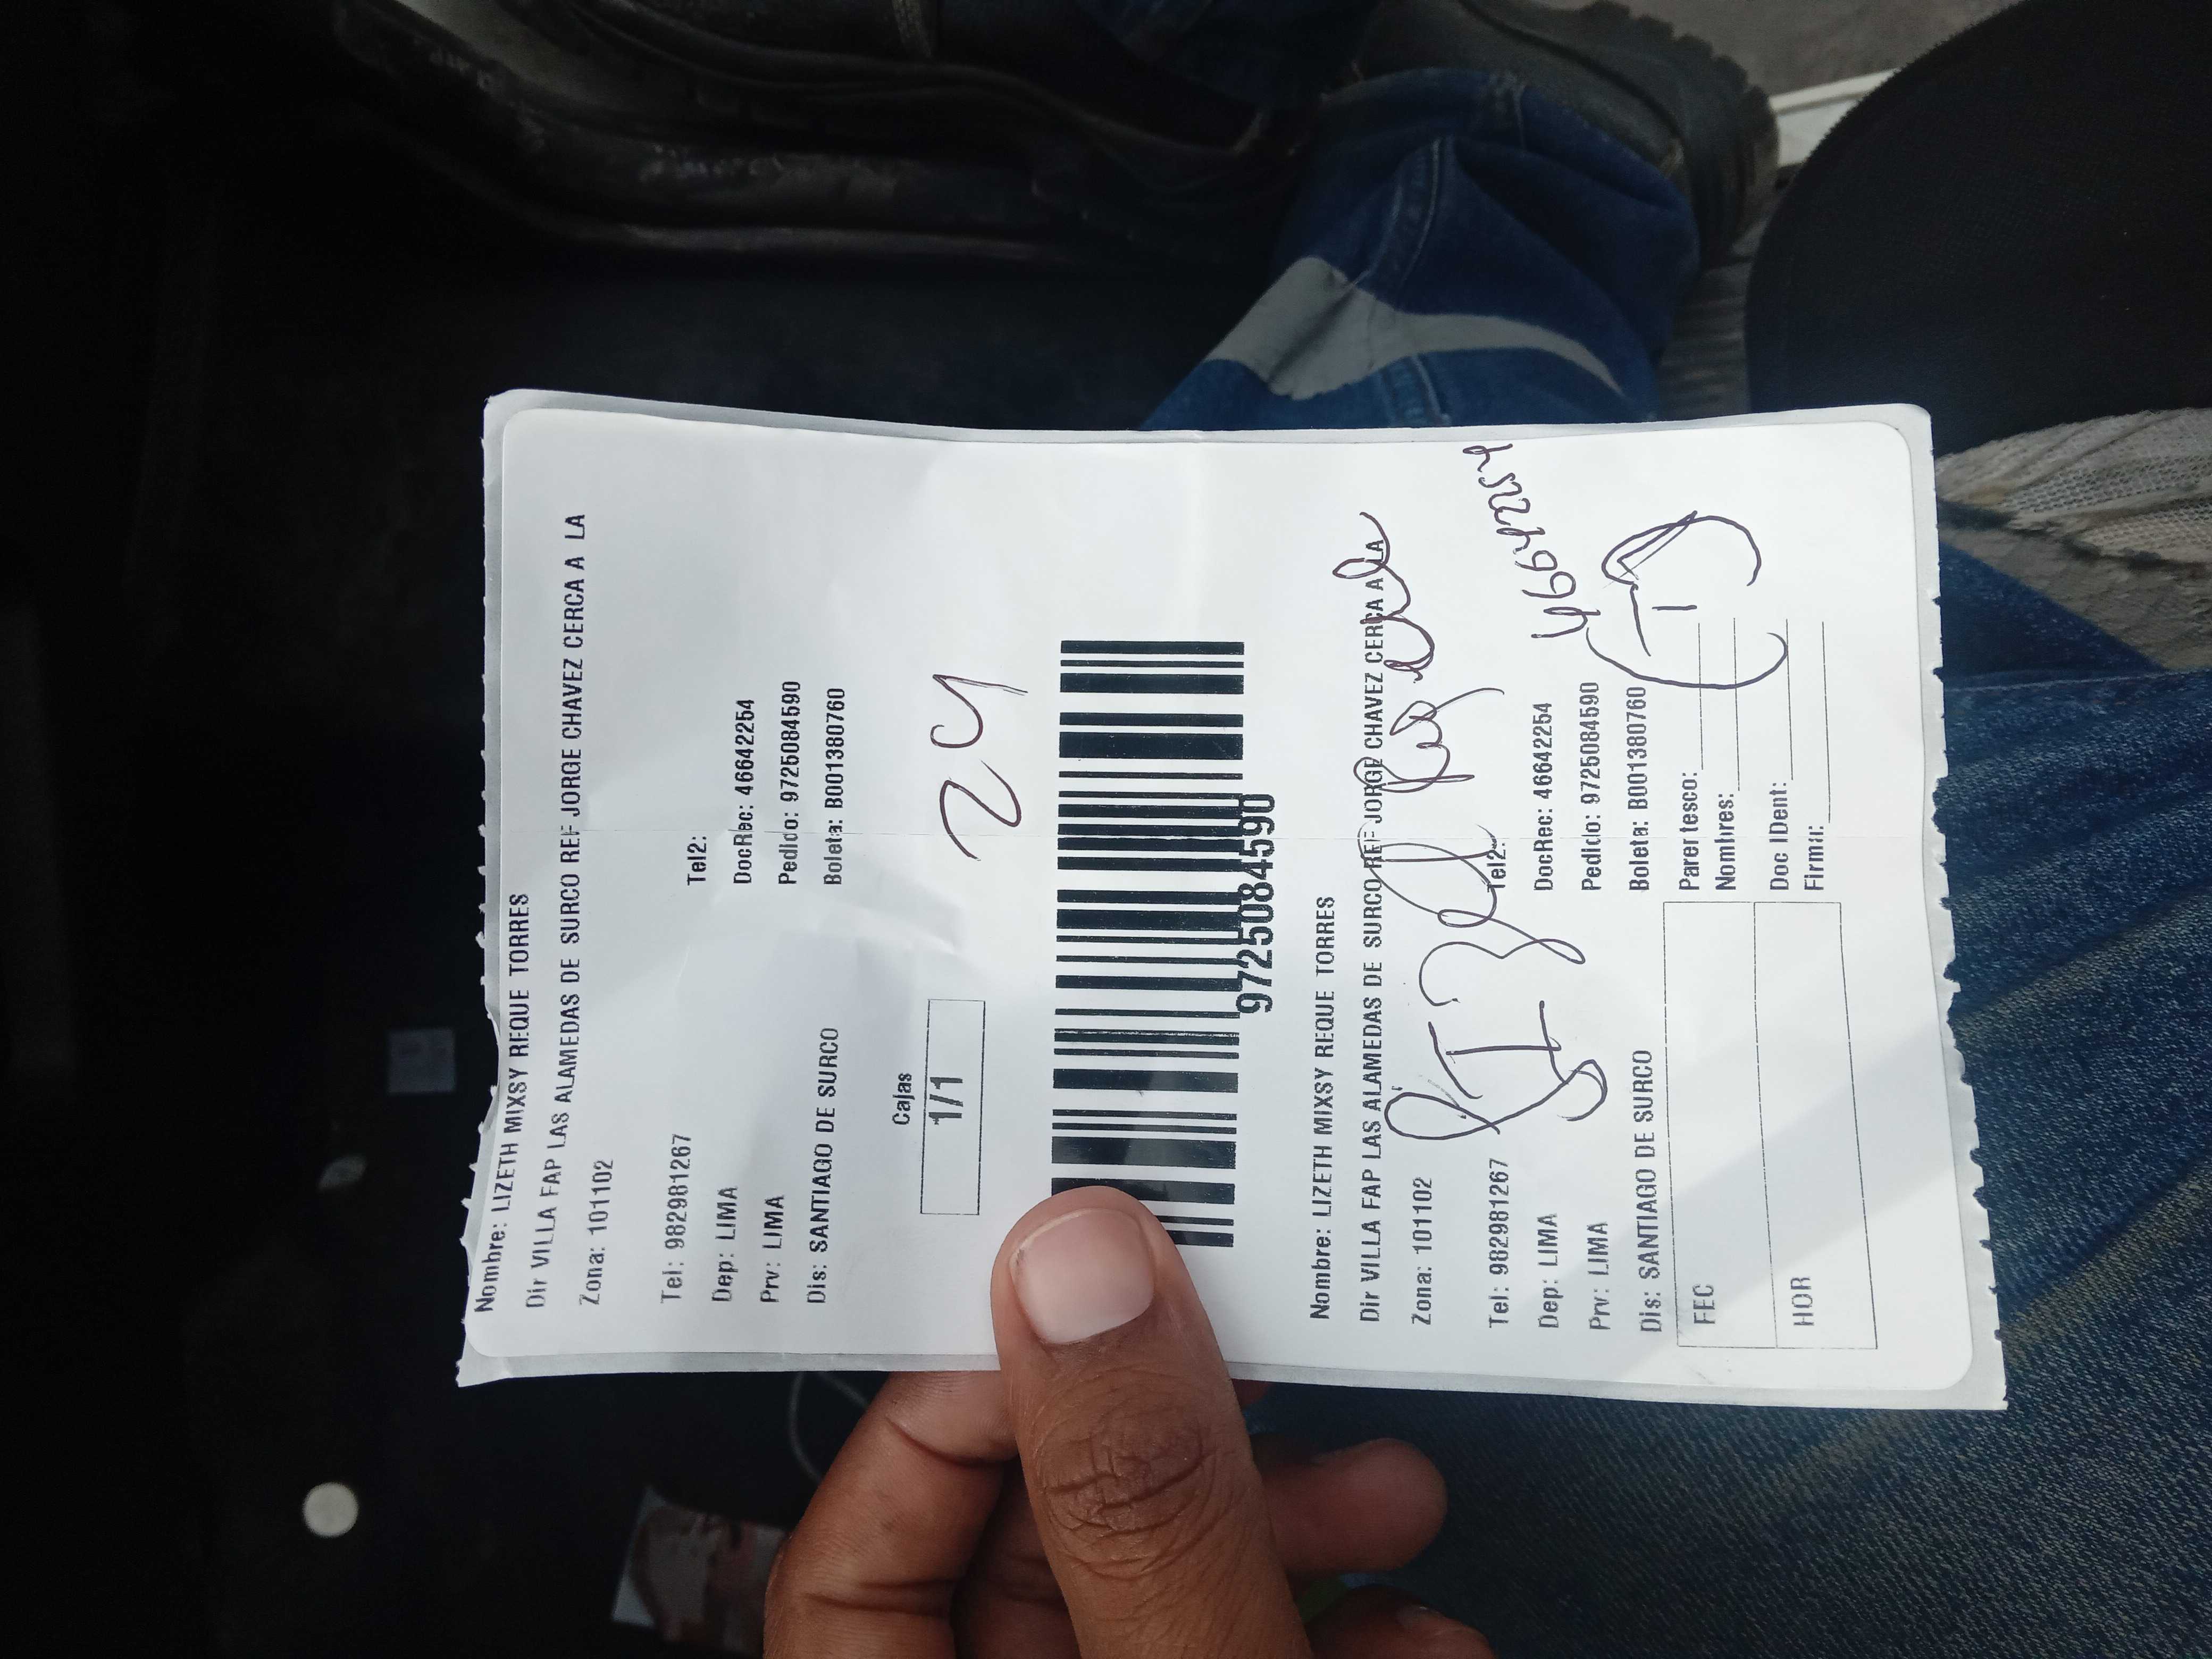 Nombre: LIZETH MIXSY REQUE TORRES
Dir VILLA FAP LAS ALAMEDAS DE SURCO REF JORGE CHAVEZ CERCA A LA
Zona: 101102
Tel: 982981267 Tel2:
Dep: LIMA DocRec: 46642254
Prv: LIMA Pedido: 9725084590
Dis: SANTIAGO DE SURCO Boleta: B001380760
Cajas
1/1
24
9725084590
Nombre: LIZETH MIXSY REQUE TORRES
Dir VILLA FAP LAS ALAMEDAS DE SURCO REF JORGE CHAVEZ CERCA A LA
Zona: 101102
Tel: 982981267 Tel2:
46642254
Dep: LIMA DocRec: 46642254
Prv: LIMA Pedido: 9725084590
Dis: SANTIAGO DE SURCO Boleta: B001380760
FEC
HOR
Parentesco:
Nombres:
Doc IDent:
Firma: